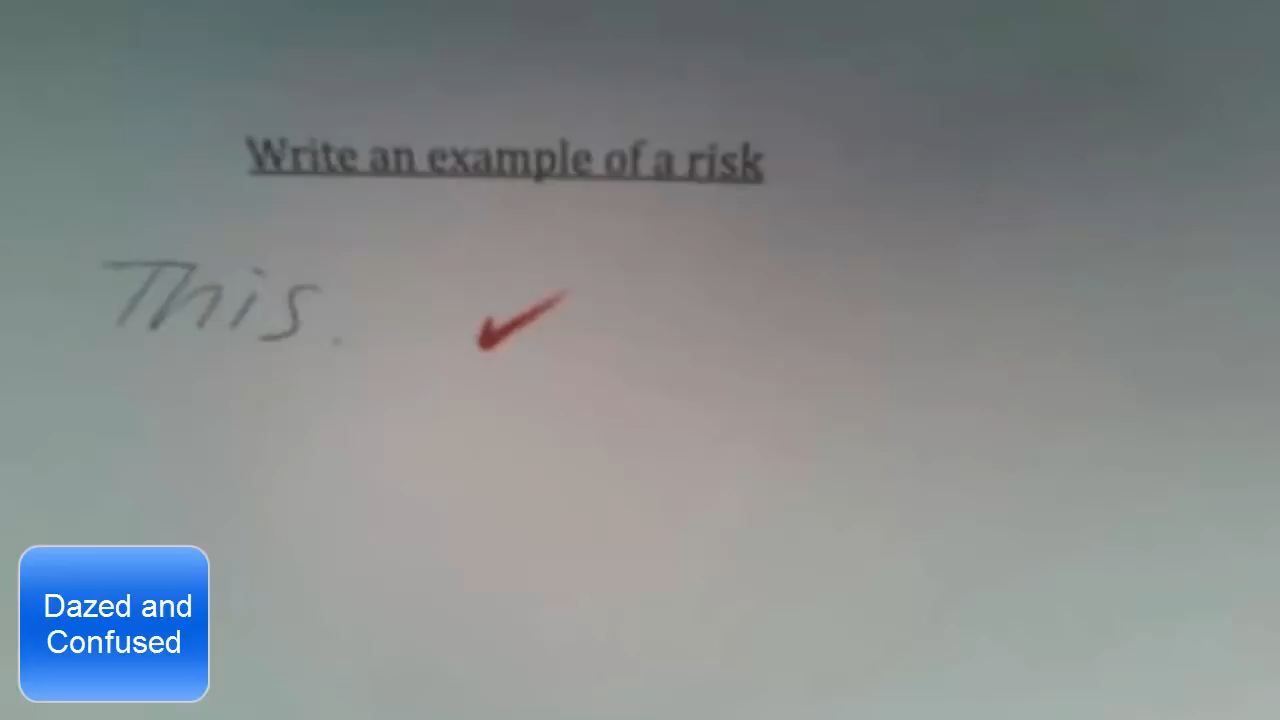 Write an example of a risk
This.
Dazed and
Confused